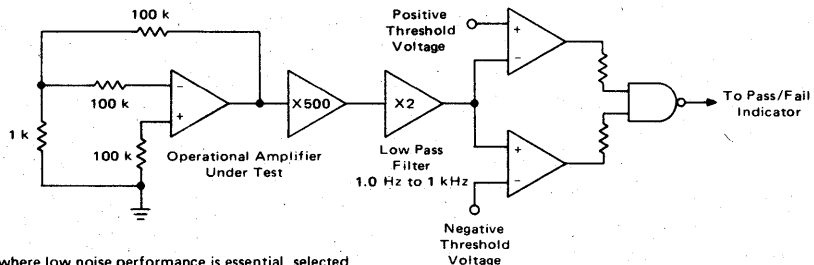 100 k
100 k
1 k
100 k
-
+
Operational Amplifier
Under Test
X500
X2
Low Pass
Filter
1.0 Hz to 1 kHz
Positive
Threshold
Voltage
+
-
+
-
Negative
Threshold
Voltage
To Pass/Fail
Indicator
where low noise performance is essential, selected